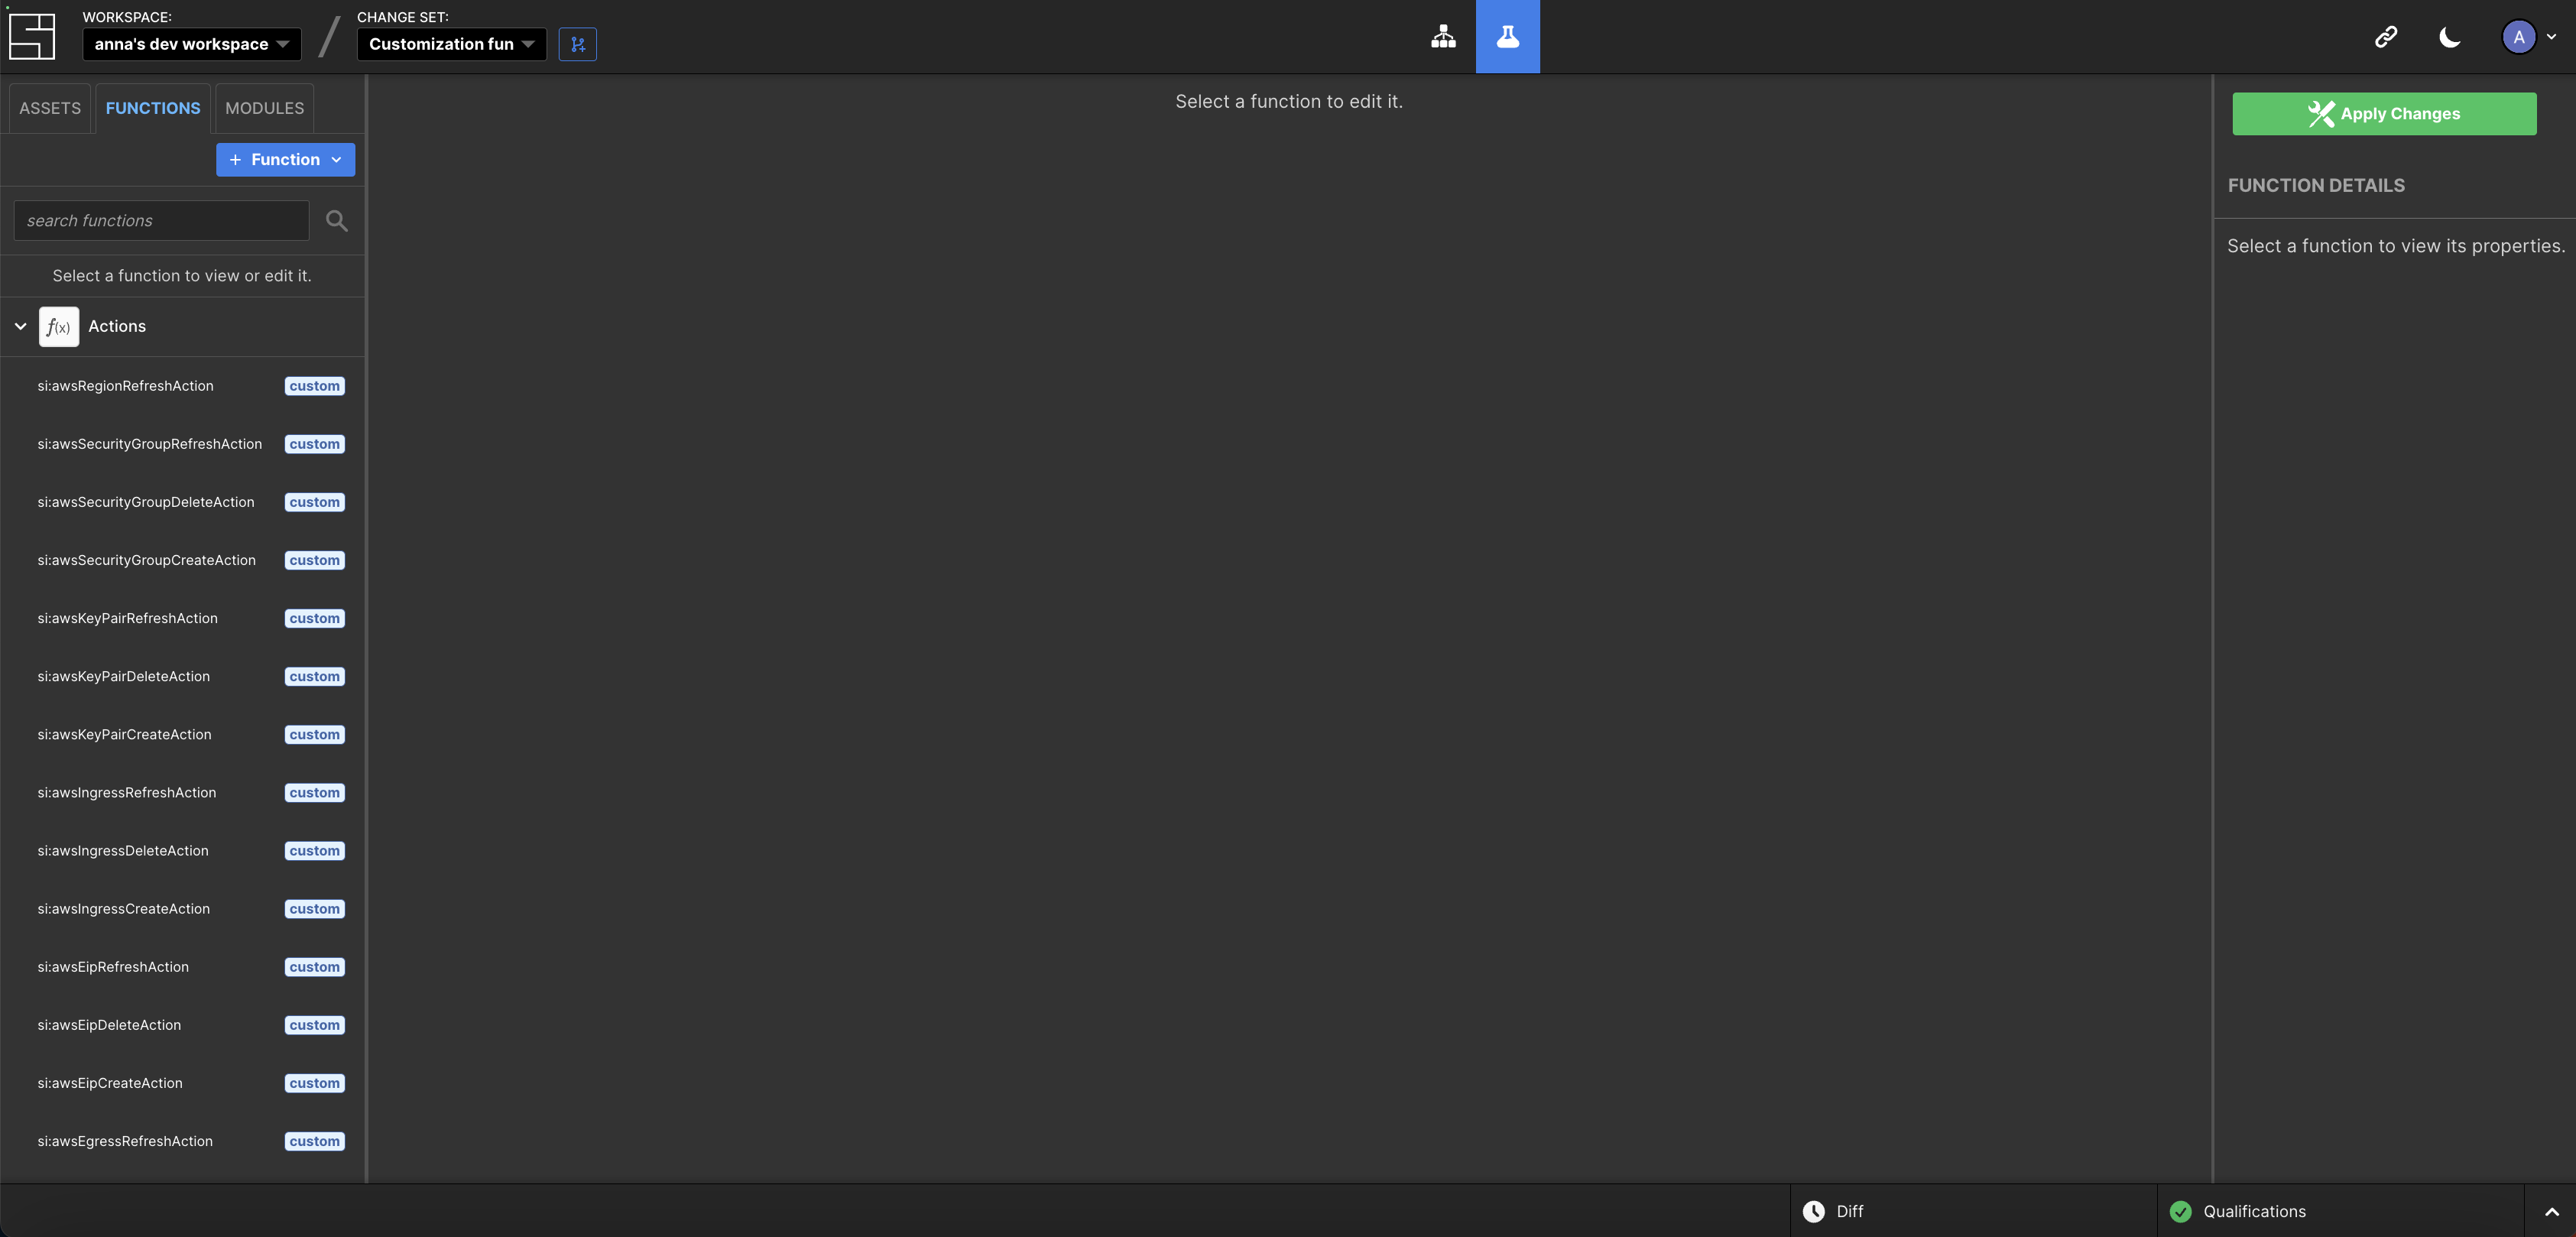 WORKSPACE:
anna's dev workspace
CHANGE SET:
Customization fun
A
ASSETS
FUNCTIONS
MODULES
+ Function
search functions
Select a function to view or edit it.
f(x) Actions
si:awsRegionRefreshAction custom
si:awsSecurityGroupRefreshAction custom
si:awsSecurityGroupDeleteAction custom
si:awsSecurityGroupCreateAction custom
si:awsKeyPairRefreshAction custom
si:awsKeyPairDeleteAction custom
si:awsKeyPairCreateAction custom
si:awsIngressRefreshAction custom
si:awsIngressDeleteAction custom
si:awsIngressCreateAction custom
si:awsEipRefreshAction custom
si:awsEipDeleteAction custom
si:awsEipCreateAction custom
si:awsEgressRefreshAction custom
Select a function to edit it.
Apply Changes
FUNCTION DETAILS
Select a function to view its properties.
Diff
Qualifications